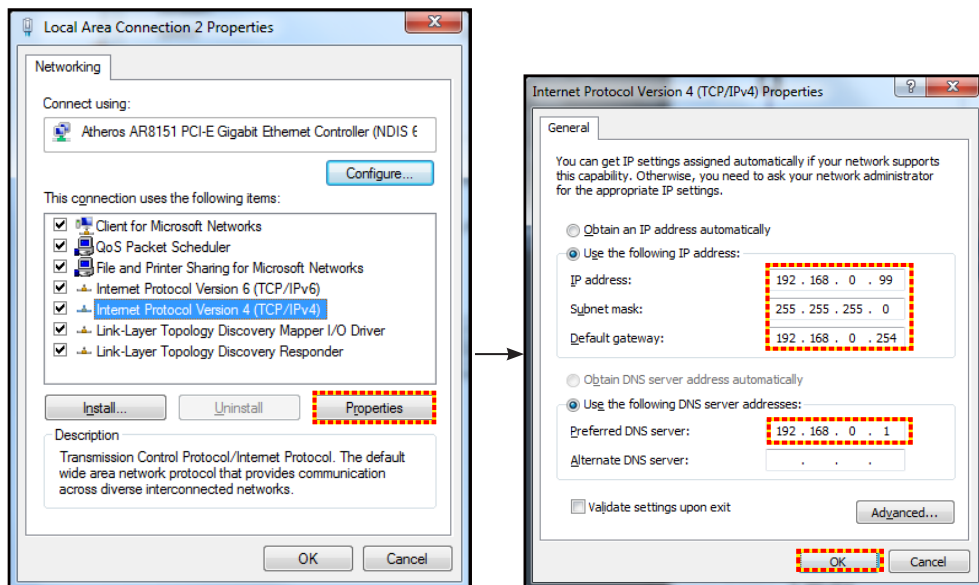 Local Area Connection 2 Properties
Networking
Connect using:
Atheros AR8151 PCI-E Gigabit Ethernet Controller (NDIS 6
Configure...
This connection uses the following items:
Client for Microsoft Networks
QoS Packet Scheduler
File and Printer Sharing for Microsoft Networks
Internet Protocol Version 6 (TCP/IPv6)
Internet Protocol Version 4 (TCP/IPv4)
Link-Layer Topology Discovery Mapper I/O Driver
Link-Layer Topology Discovery Responder
Install...
Uninstall
Properties
Description
Transmission Control Protocol/Internet Protocol. The default
wide area network protocol that provides communication
across diverse interconnected networks.
OK
Cancel
Internet Protocol Version 4 (TCP/IPv4) Properties
General
You can get IP settings assigned automatically if your network supports
this capability. Otherwise, you need to ask your network administrator
for the appropriate IP settings.
Obtain an IP address automatically
Use the following IP address:
IP address: 192 . 168 . 0 . 99
Subnet mask: 255 . 255 . 255 . 0
Default gateway: 192 . 168 . 0 . 254
Obtain DNS server address automatically
Use the following DNS server addresses:
Preferred DNS server: 192 . 168 . 0 . 1
Alternate DNS server: . . .
Validate settings upon exit
Advanced...
OK
Cancel